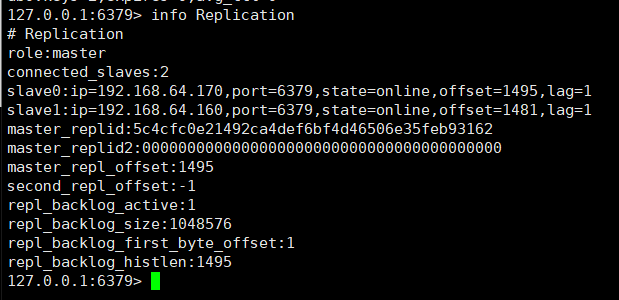 127.0.0.1:6379> info Replication
# Replication
role:master
connected_slaves:2
slave0:ip=192.168.64.170,port=6379,state=online,offset=1495,lag=1
slave1:ip=192.168.64.160,port=6379,state=online,offset=1481,lag=1
master_replid:5c4cfc0e21492ca4def6bf4d46506e35feb93162
master_replid2:0000000000000000000000000000000000000000
master_repl_offset:1495
second_repl_offset:-1
repl_backlog_active:1
repl_backlog_size:1048576
repl_backlog_first_byte_offset:1
repl_backlog_histlen:1495
127.0.0.1:6379>